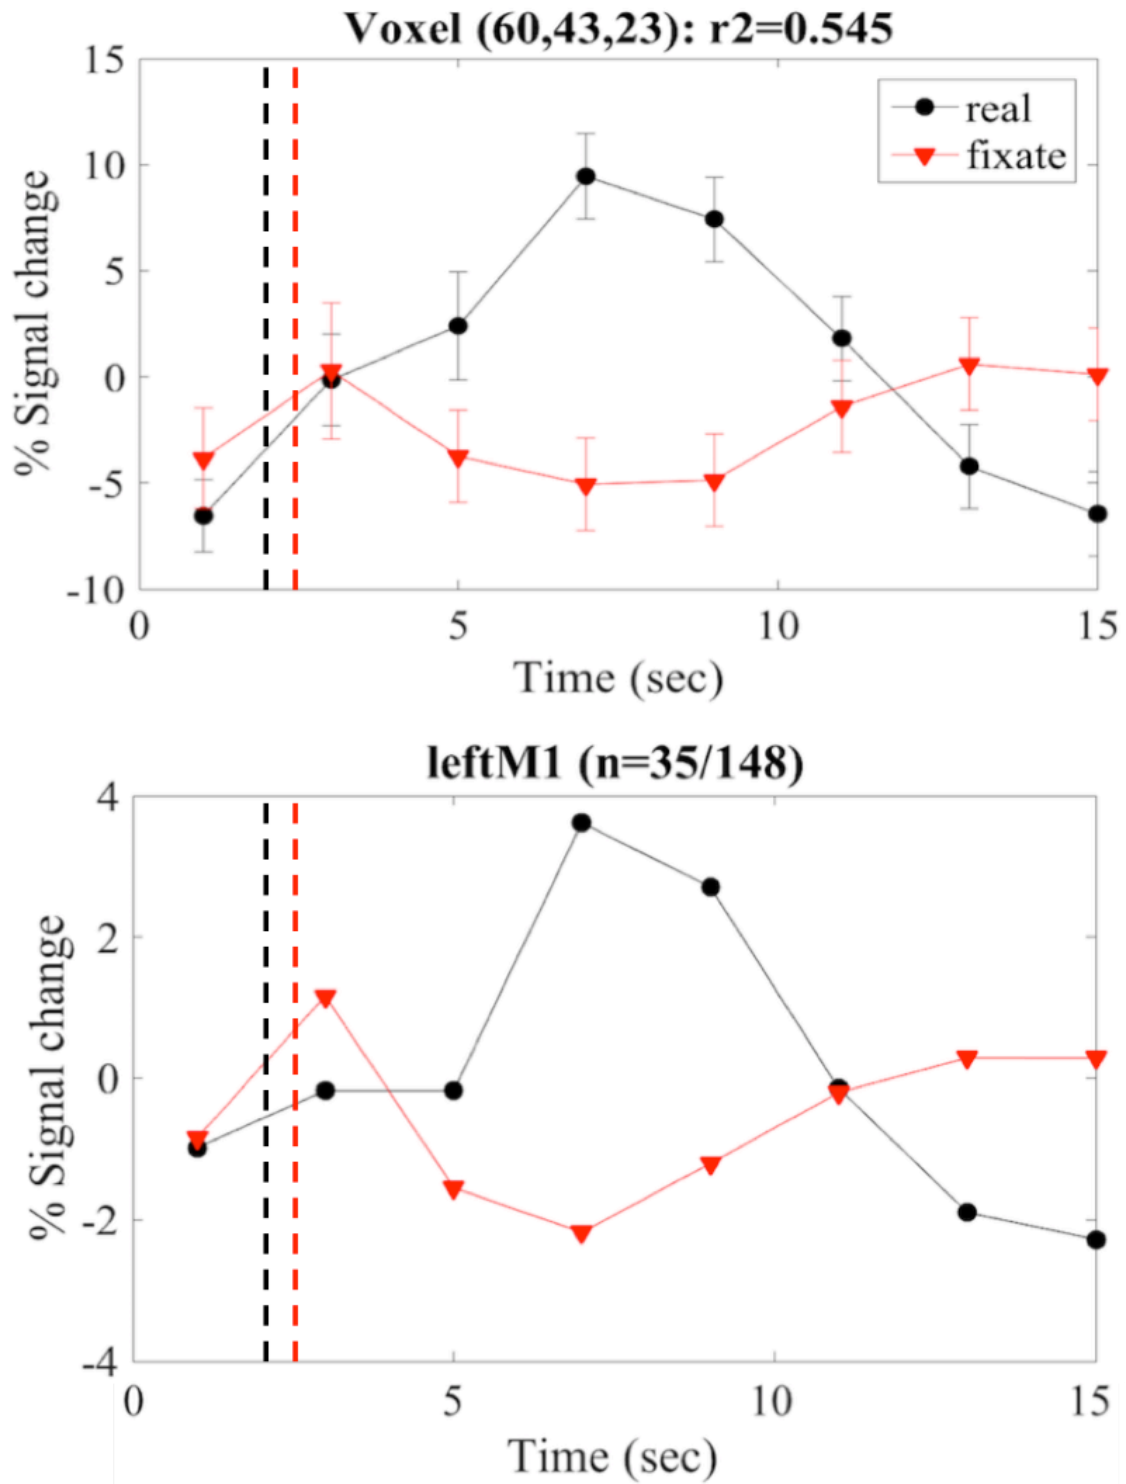 Voxel (60,43,23): r2=0.545
15
10
5
0
-5
-10
% Signal change
real
fixate
0 5 10 15
Time (sec)
leftM1 (n=35/148)
4
2
0
-2
-4
% Signal change
0 5 10 15
Time (sec)